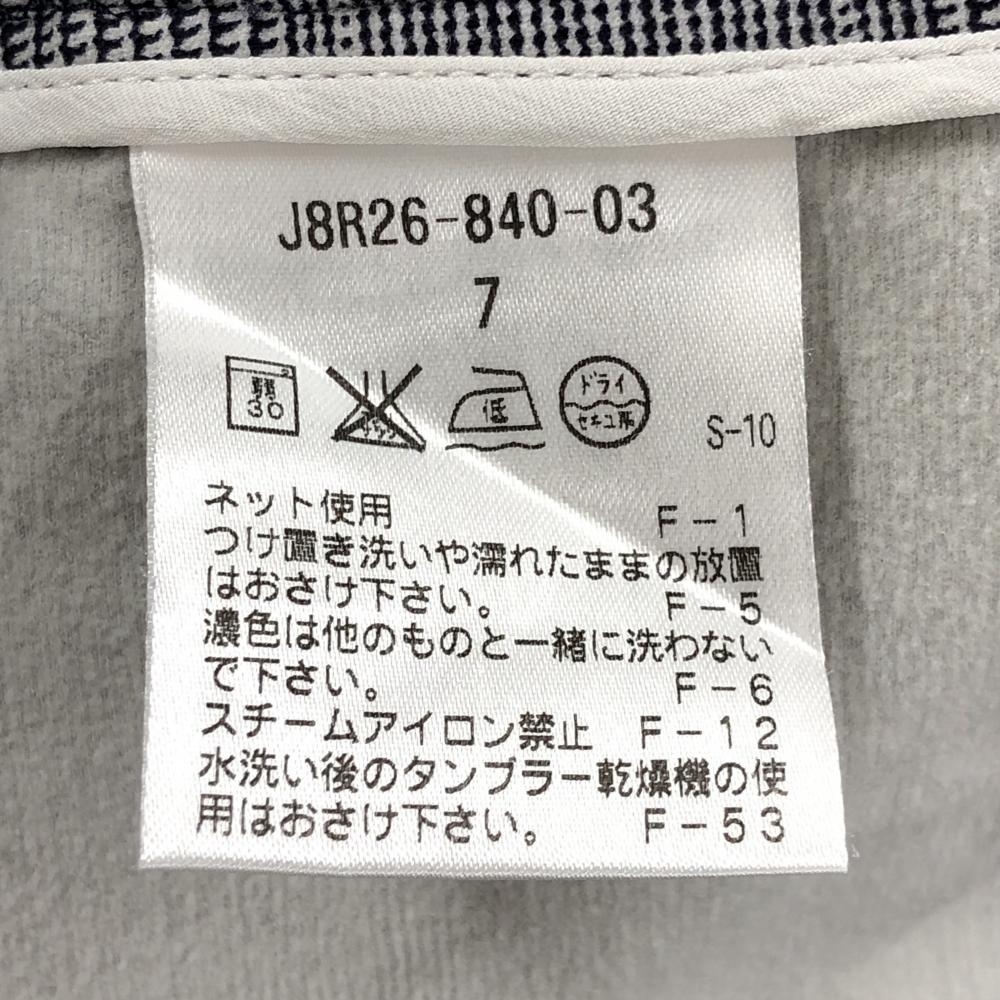 J8R26-840-03
7
弱
30
低
ドライ
セキユ系
S-10
ネット使用 F-1
つけ置き洗いや濡れたままの放置
はおさけ下さい。 F-5
濃色は他のものと一緒に洗わない
で下さい。 F-6
スチームアイロン禁止 F-12
水洗い後のタンブラー乾燥機の使
用はおさけ下さい。 F-53